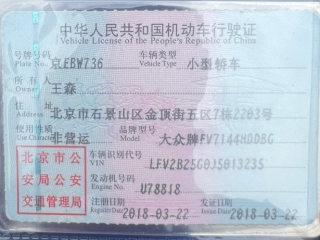 中华人民共和国机动车行驶证
Vehicle License of the People's Republic of China
号牌号码 京EBW736 车辆类型 小型轿车
Plate No. Vehicle Type
所有人 王森
Owner
住址 北京市石景山区金顶街五区7栋2203号
Address
使用性质 非营运 品牌型号 大众牌FV7144HDDBG
Use Character Model
北京市公
安局公安
交通管理局
车辆识别代号 LFV2B25G0J5013235
VIN
发动机号码 U78818
Engine No.
注册日期 2018-03-22 发证日期 2018-03-22
Register Date Issue Date